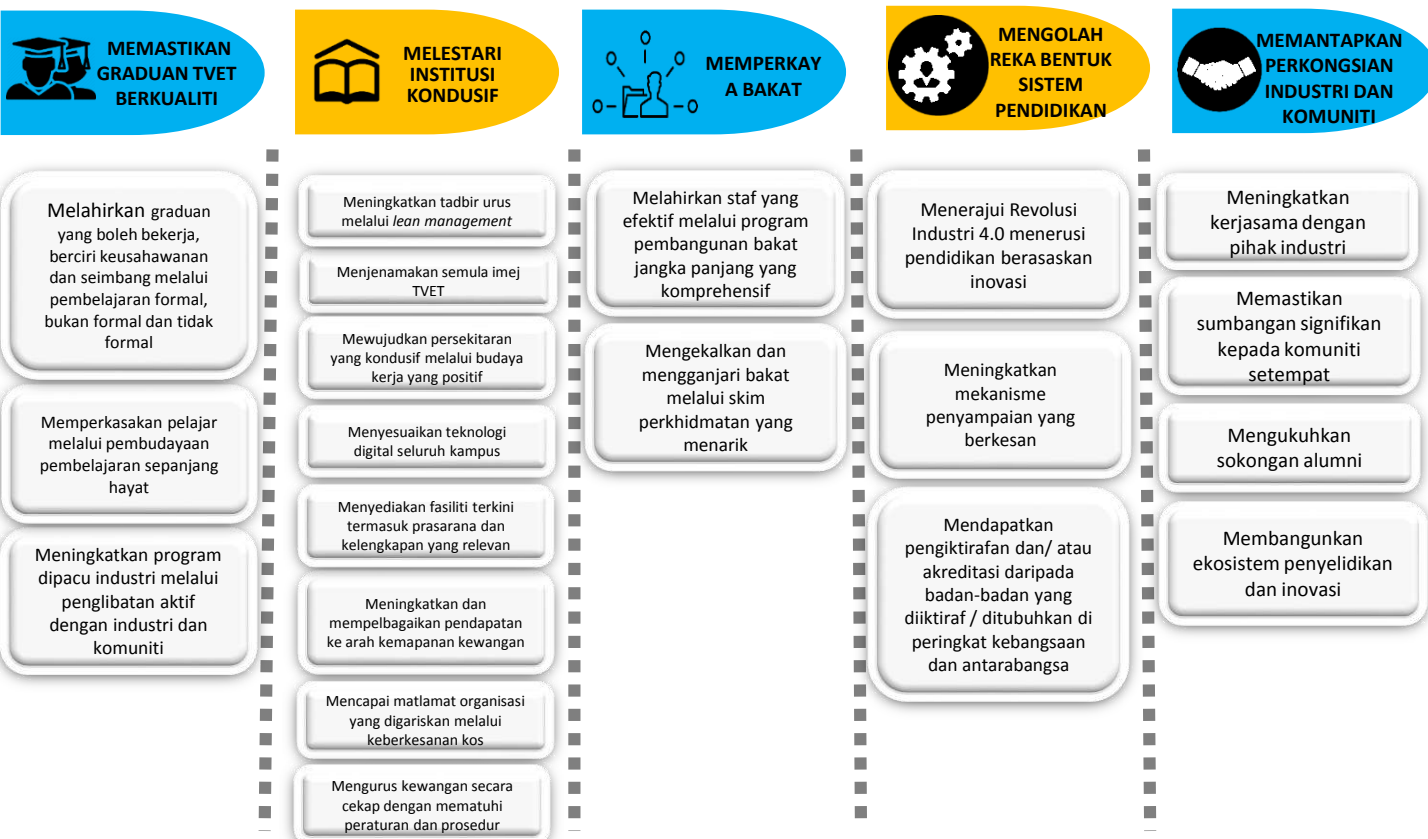 MEMASTIKAN
GRADUAN TVET
BERKUALITI
Melahirkan graduan
yang boleh bekerja,
berciri keusahawanan
dan seimbang melalui
pembelajaran formal,
bukan formal dan tidak
formal
Memperkasakan pelajar
melalui pembudayaan
pembelajaran sepanjang
hayat
Meningkatkan program
dipacu industri melalui
penglibatan aktif
dengan industri dan
komuniti
MELESTARI
INSTITUSI
KONDUSIF
Meningkatkan tadbir urus
melalui lean management
Menjenamakan semula imej
TVET
Mewujudkan persekitaran
yang kondusif melalui budaya
kerja yang positif
Menyesuaikan teknologi
digital seluruh kampus
Menyediakan fasiliti terkini
termasuk prasarana dan
kelengkapan yang relevan
Meningkatkan dan
mempelbagaikan pendapatan
ke arah kemapanan kewangan
Mencapai matlamat organisasi
yang digariskan melalui
keberkesanan kos
Mengurus kewangan secara
cekap dengan mematuhi
peraturan dan prosedur
MEMPERKAY
A BAKAT
Melahirkan staf yang
efektif melalui program
pembangunan bakat
jangka panjang yang
komprehensif
Mengekalkan dan
mengganjari bakat
melalui skim
perkhidmatan yang
menarik
MENGOLAH
REKA BENTUK
SISTEM
PENDIDIKAN
Menerajui Revolusi
Industri 4.0 menerusi
pendidikan berasaskan
inovasi
Meningkatkan
mekanisme
penyampaian yang
berkesan
Mendapatkan
pengiktirafan dan/ atau
akreditasi daripada
badan-badan yang
diiktiraf / ditubuhkan di
peringkat kebangsaan
dan antarabangsa
MEMANTAPKAN
PERKONGSIAN
INDUSTRI DAN
KOMUNITI
Meningkatkan
kerjasama dengan
pihak industri
Memastikan
sumbangan signifikan
kepada komuniti
setempat
Mengukuhkan
sokongan alumni
Membangunkan
ekosistem penyelidikan
dan inovasi